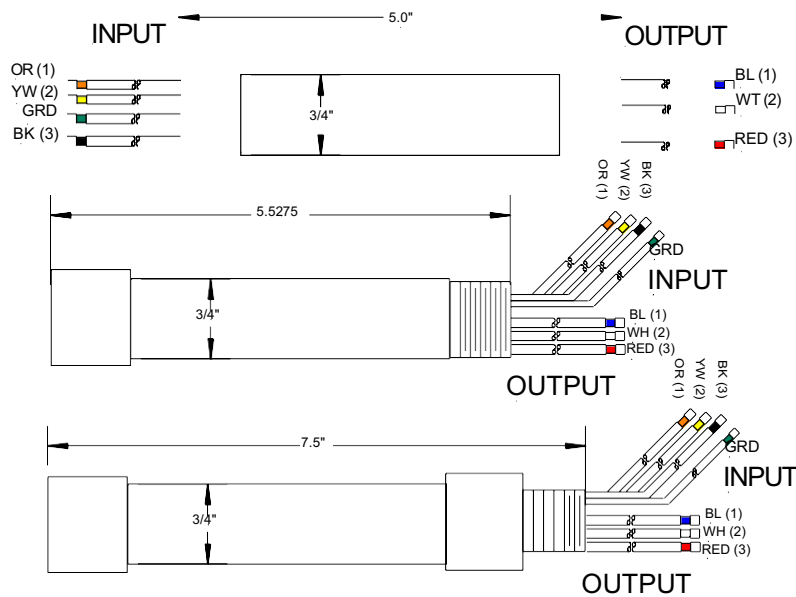 INPUT
5.0"
OUTPUT
OR (1)
YW (2)
GRD
BK (3)
3/4"
BL (1)
WT (2)
RED (3)
5.5275
3/4"
OR (1)
YW (2)
BK (3)
GRD
INPUT
BL (1)
WH (2)
RED (3)
OUTPUT
7.5"
3/4"
OR (1)
YW (2)
BK (3)
GRD
INPUT
BL (1)
WH (2)
RED (3)
OUTPUT